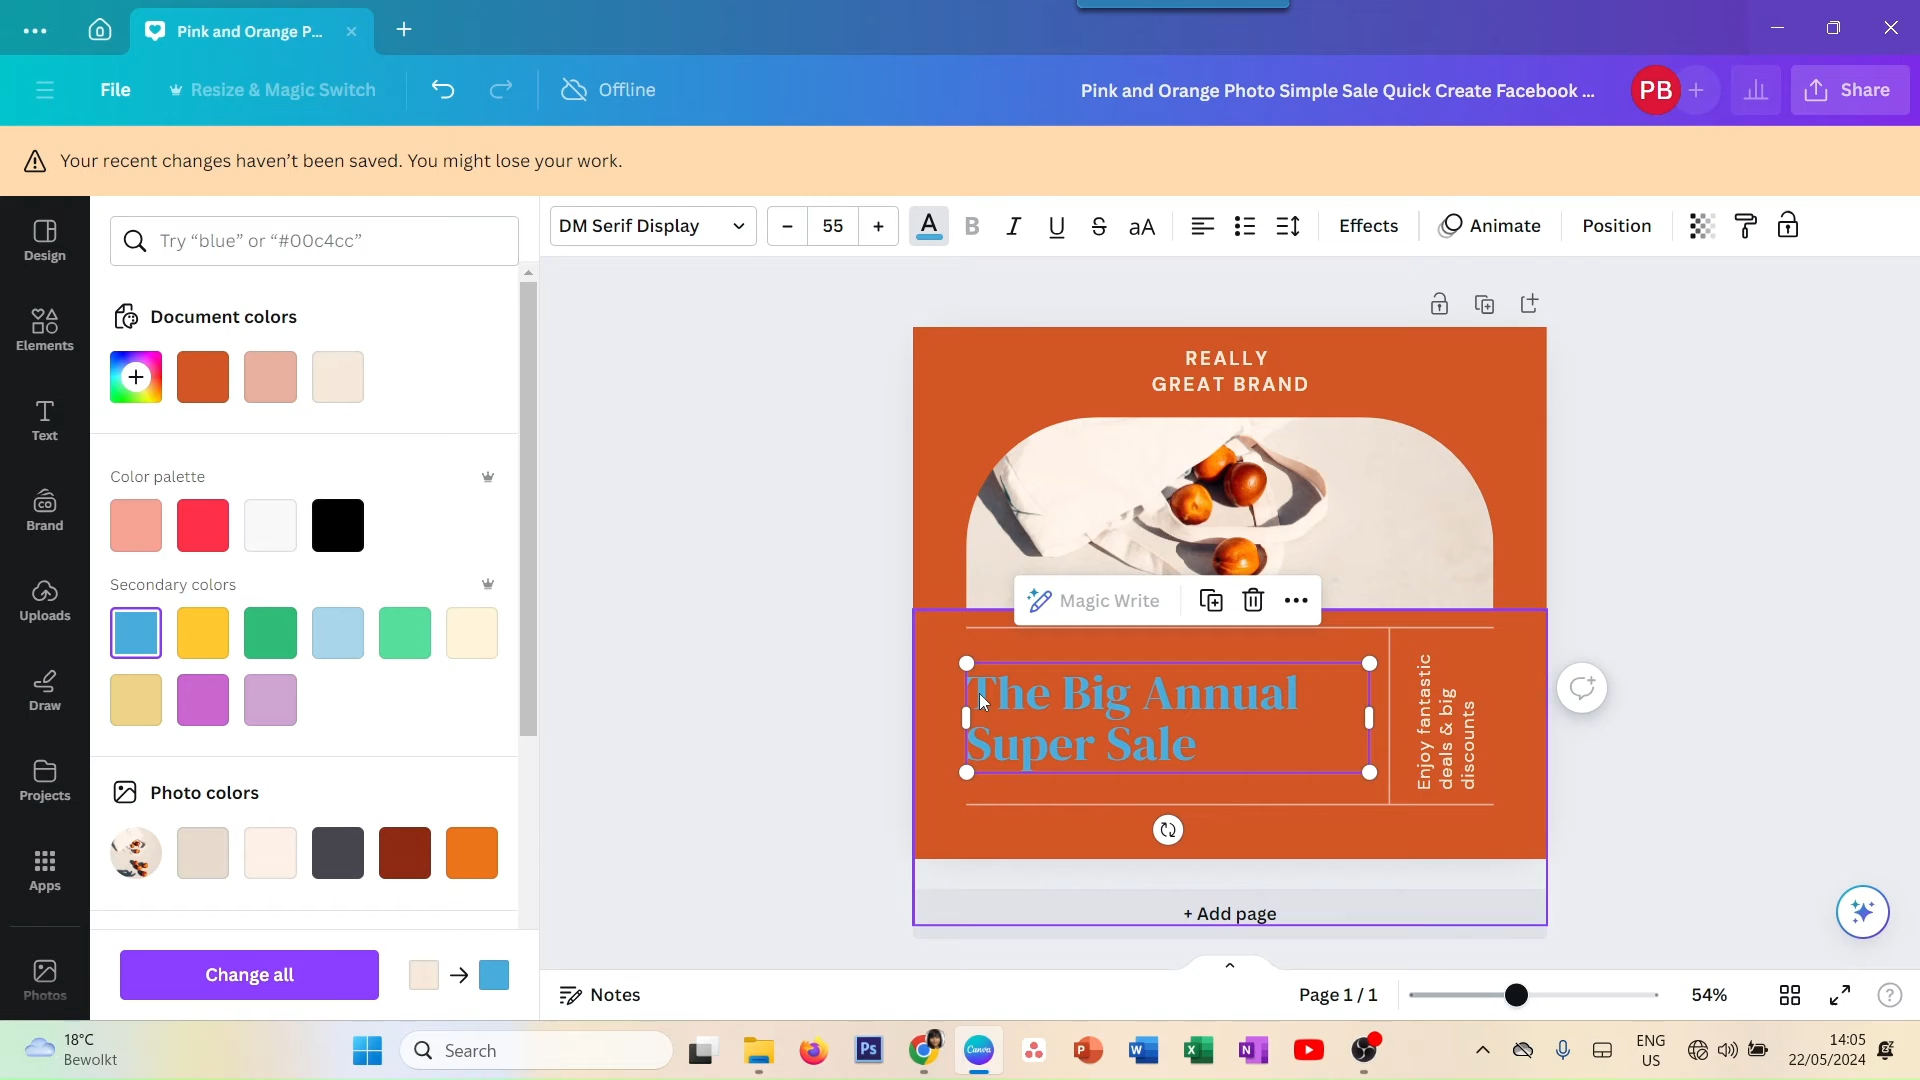 Pink and Orange P...
File
Resize & Magic Switch
Offline
Pink and Orange Photo Simple Sale Quick Create Facebook ...
PB
Share
Your recent changes haven't been saved. You might lose your work.
Design
Elements
Text
Brand
Uploads
Draw
Projects
Apps
Photos
Try "blue" or "#00c4cc"
Document colors
Color palette
Secondary colors
Photo colors
Change all
DM Serif Display
- 55 +
A B I U S aA
Effects
Animate
Position
REALLY
GREAT BRAND
Magic Write
The Big Annual
Super Sale
Enjoy fantastic
deals & big
discounts
+ Add page
Notes
Page 1 / 1
54%
18°C
Bewolkt
Search
Ps
Canva
ENG
US
14:05
22/05/2024